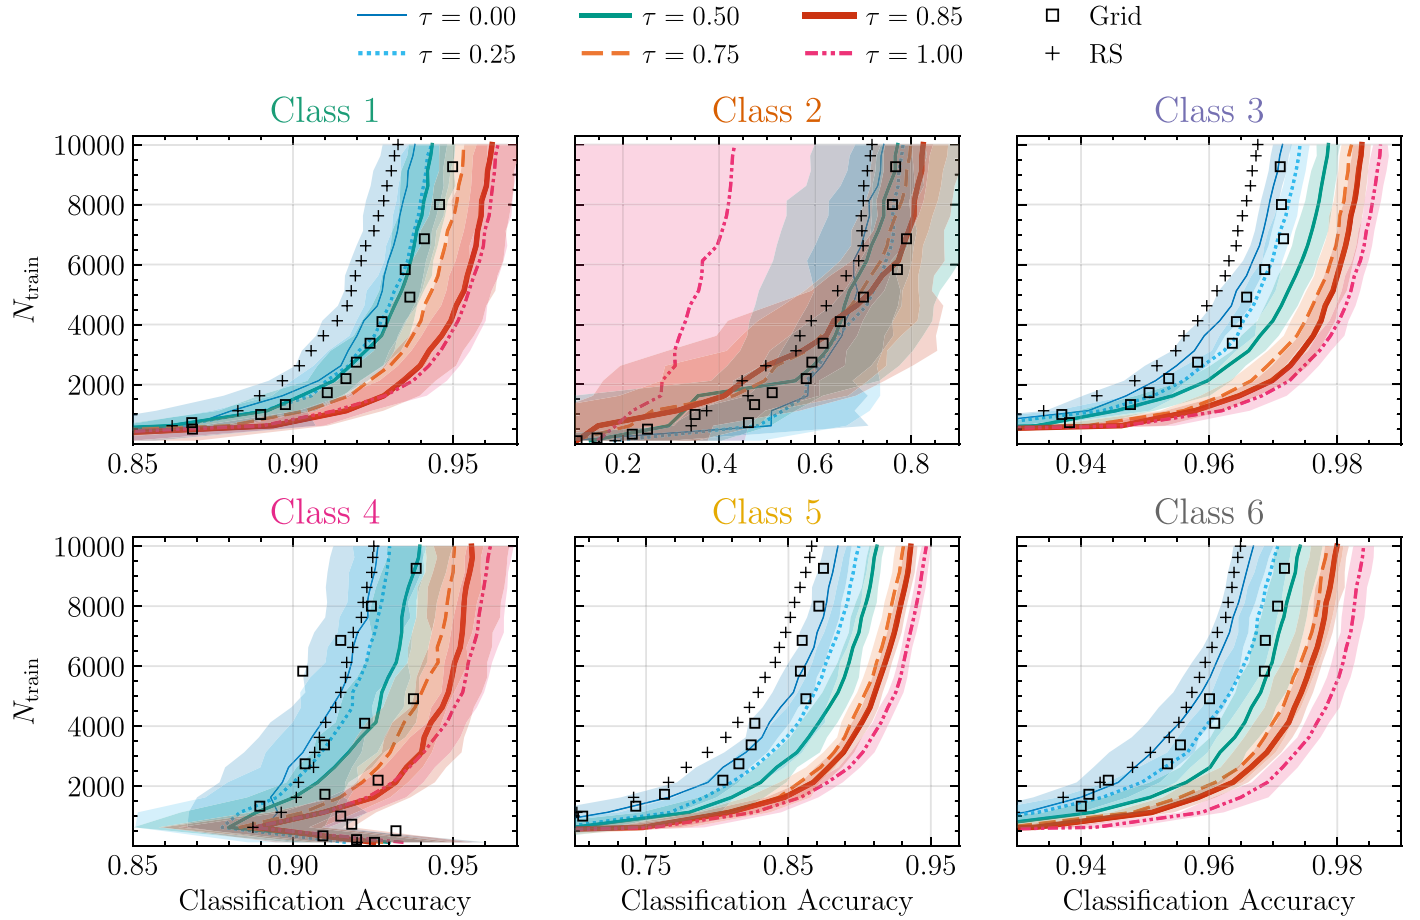 τ = 0.00 τ = 0.50 τ = 0.85 Grid
τ = 0.25 τ = 0.75 τ = 1.00 RS
Class 1 Class 2 Class 3
10000
8000
6000
4000
2000
N_train
0.85 0.90 0.95 0.2 0.4 0.6 0.8 0.94 0.96 0.98
Class 4 Class 5 Class 6
10000
8000
6000
4000
2000
N_train
0.85 0.90 0.95 0.75 0.85 0.95 0.94 0.96 0.98
Classification Accuracy Classification Accuracy Classification Accuracy